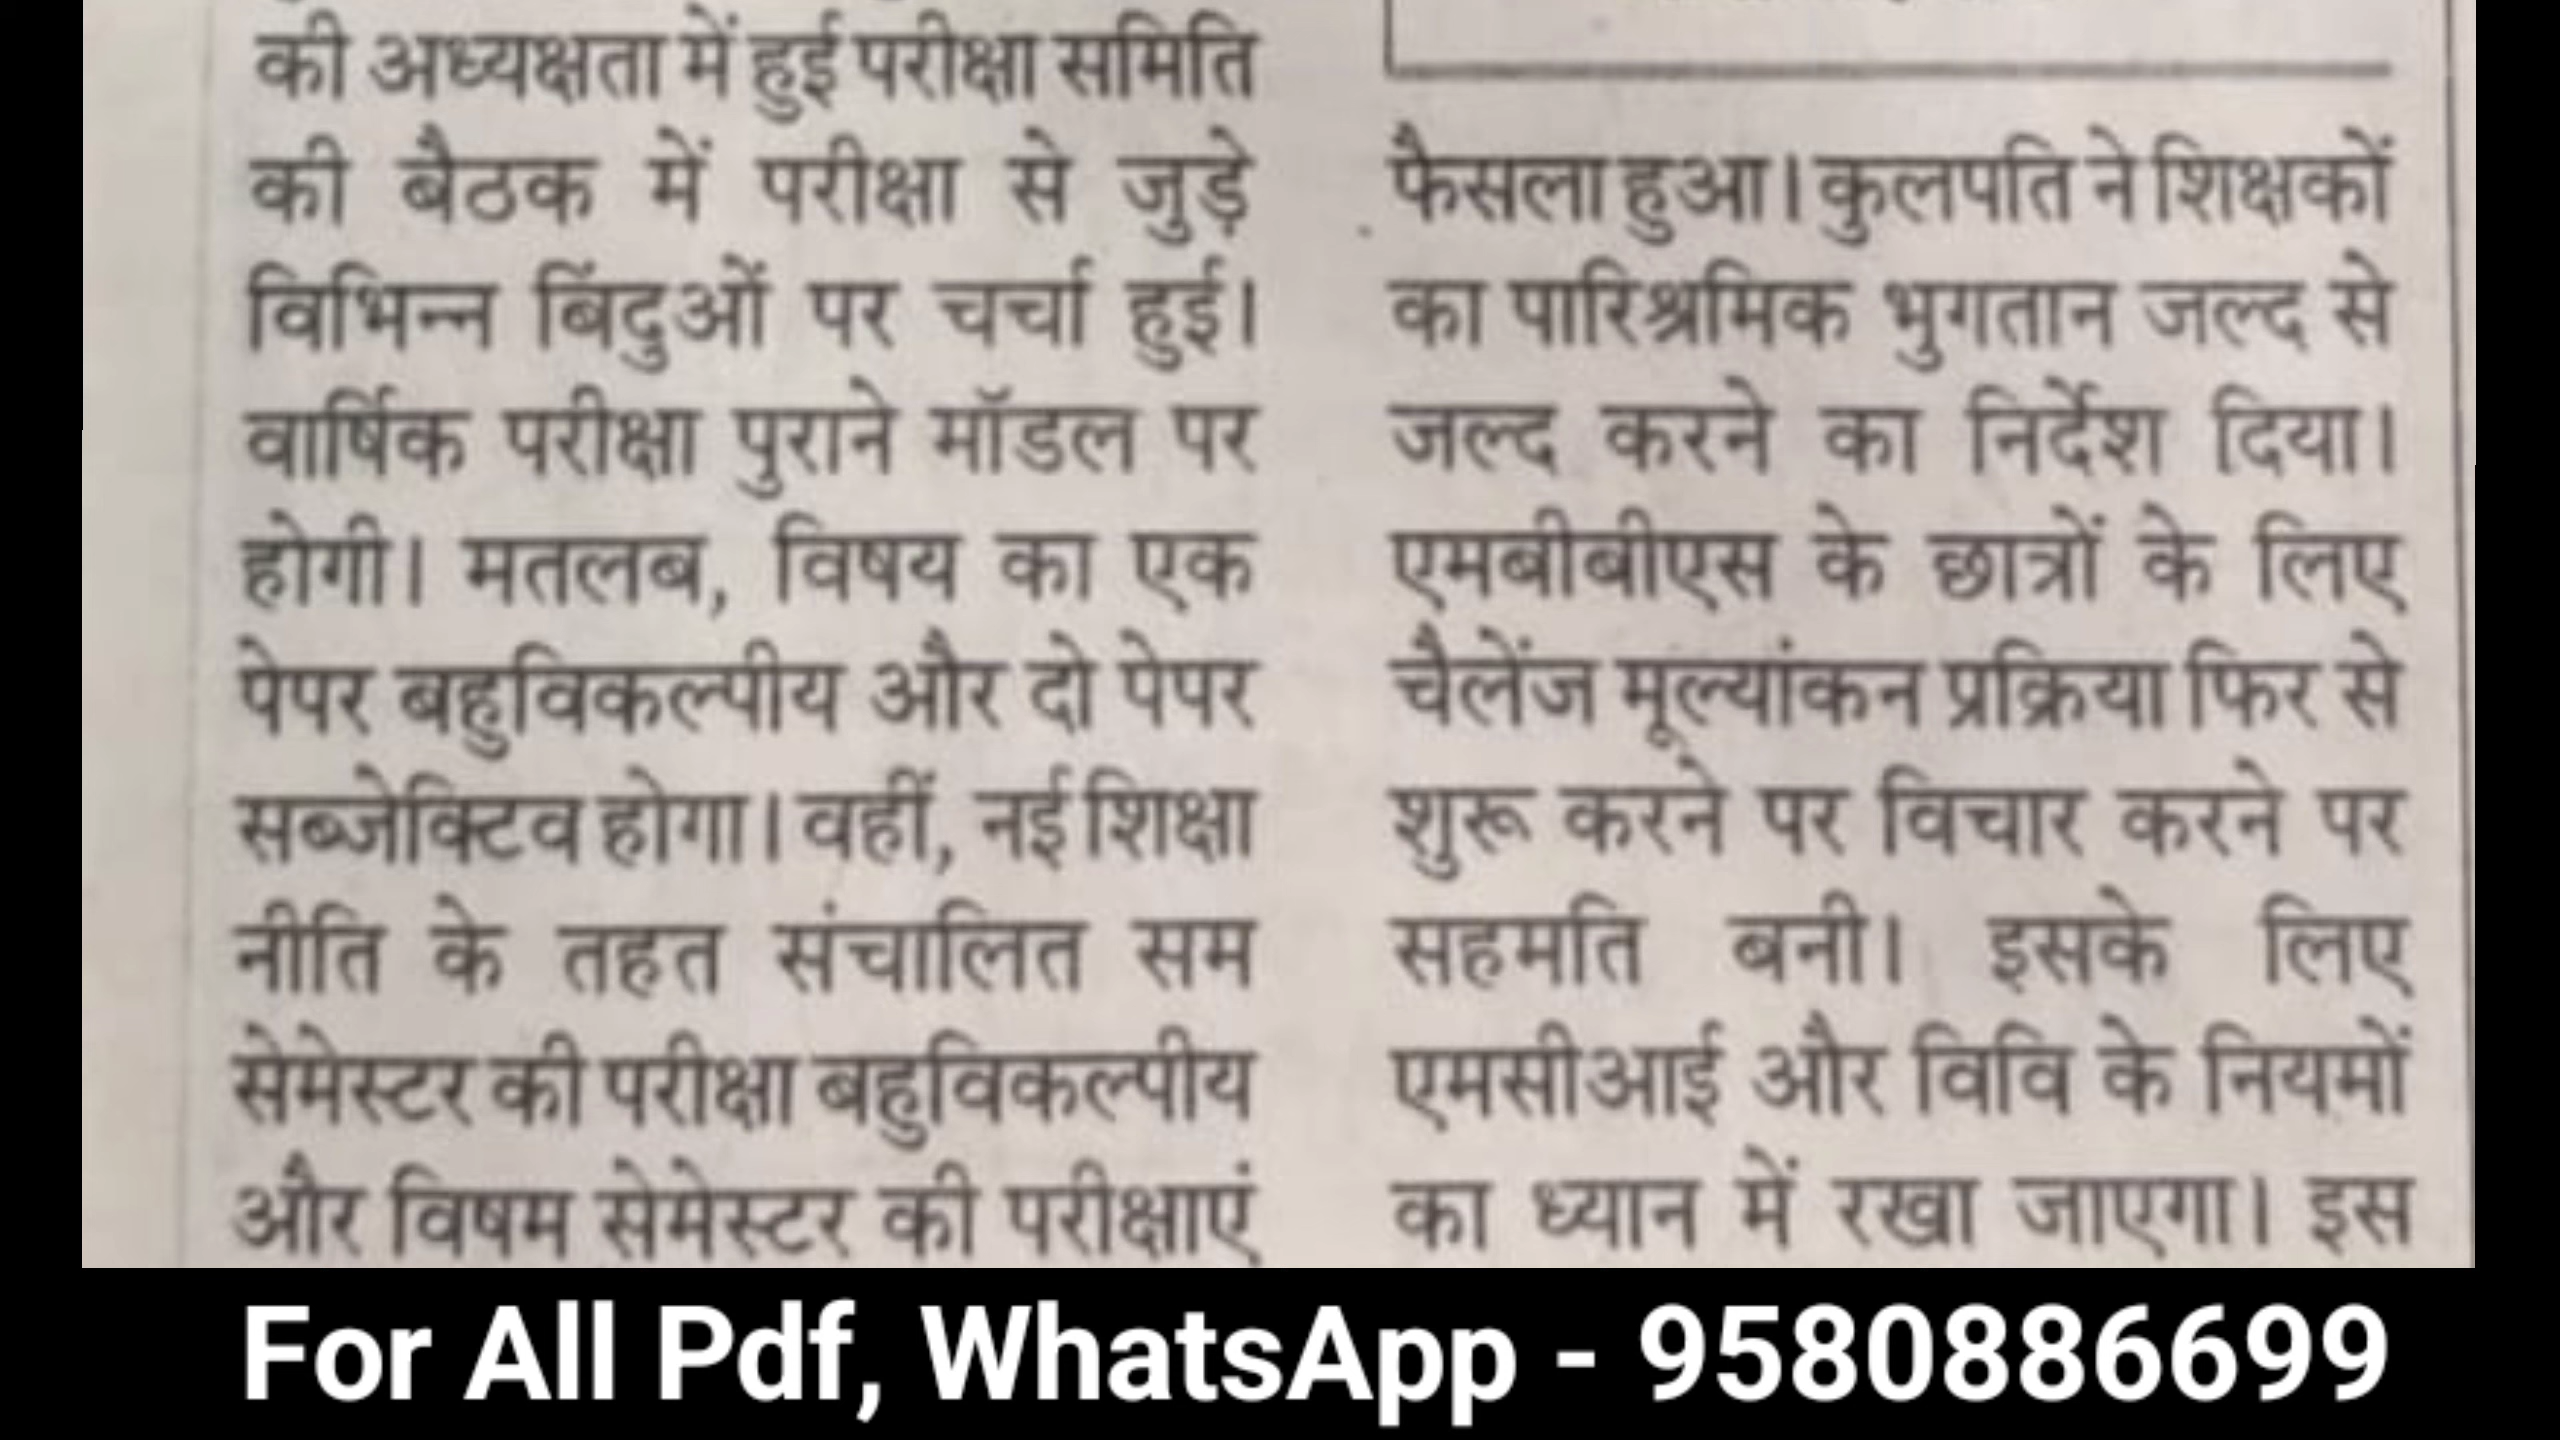 की अध्यक्षता में हुई परीक्षा समिति
की बैठक में परीक्षा से जुड़े
विभिन्न बिंदुओं पर चर्चा हुई।
वार्षिक परीक्षा पुराने मॉडल पर
होगी। मतलब, विषय का एक
पेपर बहुविकल्पीय और दो पेपर
सब्जेक्टिव होगा। वहीं, नई शिक्षा
नीति के तहत संचालित सम
सेमेस्टर की परीक्षा बहुविकल्पीय
और विषम सेमेस्टर की परीक्षाएं
फैसला हुआ। कुलपति ने शिक्षकों
का पारिश्रमिक भुगतान जल्द से
जल्द करने का निर्देश दिया।
एमबीबीएस के छात्रों के लिए
चैलेंज मूल्यांकन प्रक्रिया फिर से
शुरू करने पर विचार करने पर
सहमति बनी। इसके लिए
एमसीआई और विवि के नियमों
का ध्यान में रखा जाएगा। इस
For All Pdf, WhatsApp - 9580886699